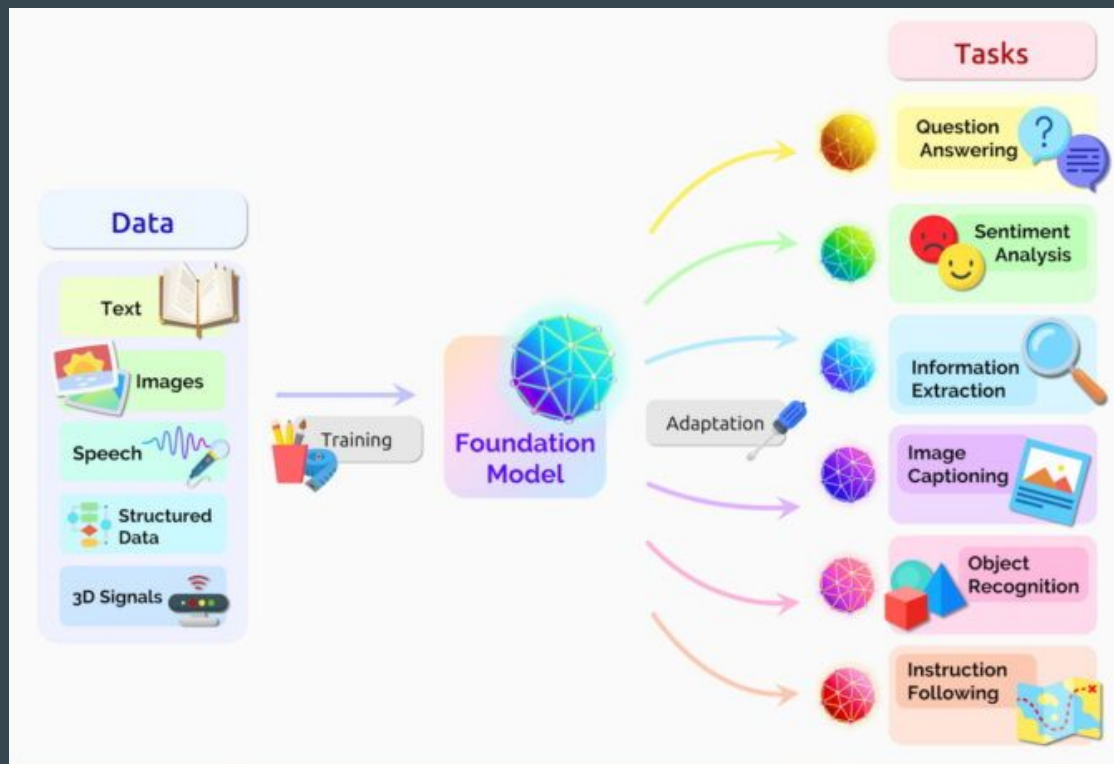 Data
Text
Images
Speech
Structured
Data
3D Signals
Training
Foundation
Model
Adaptation
Tasks
Question
Answering
?
Sentiment
Analysis
Information
Extraction
Image
Captioning
Object
Recognition
Instruction
Following